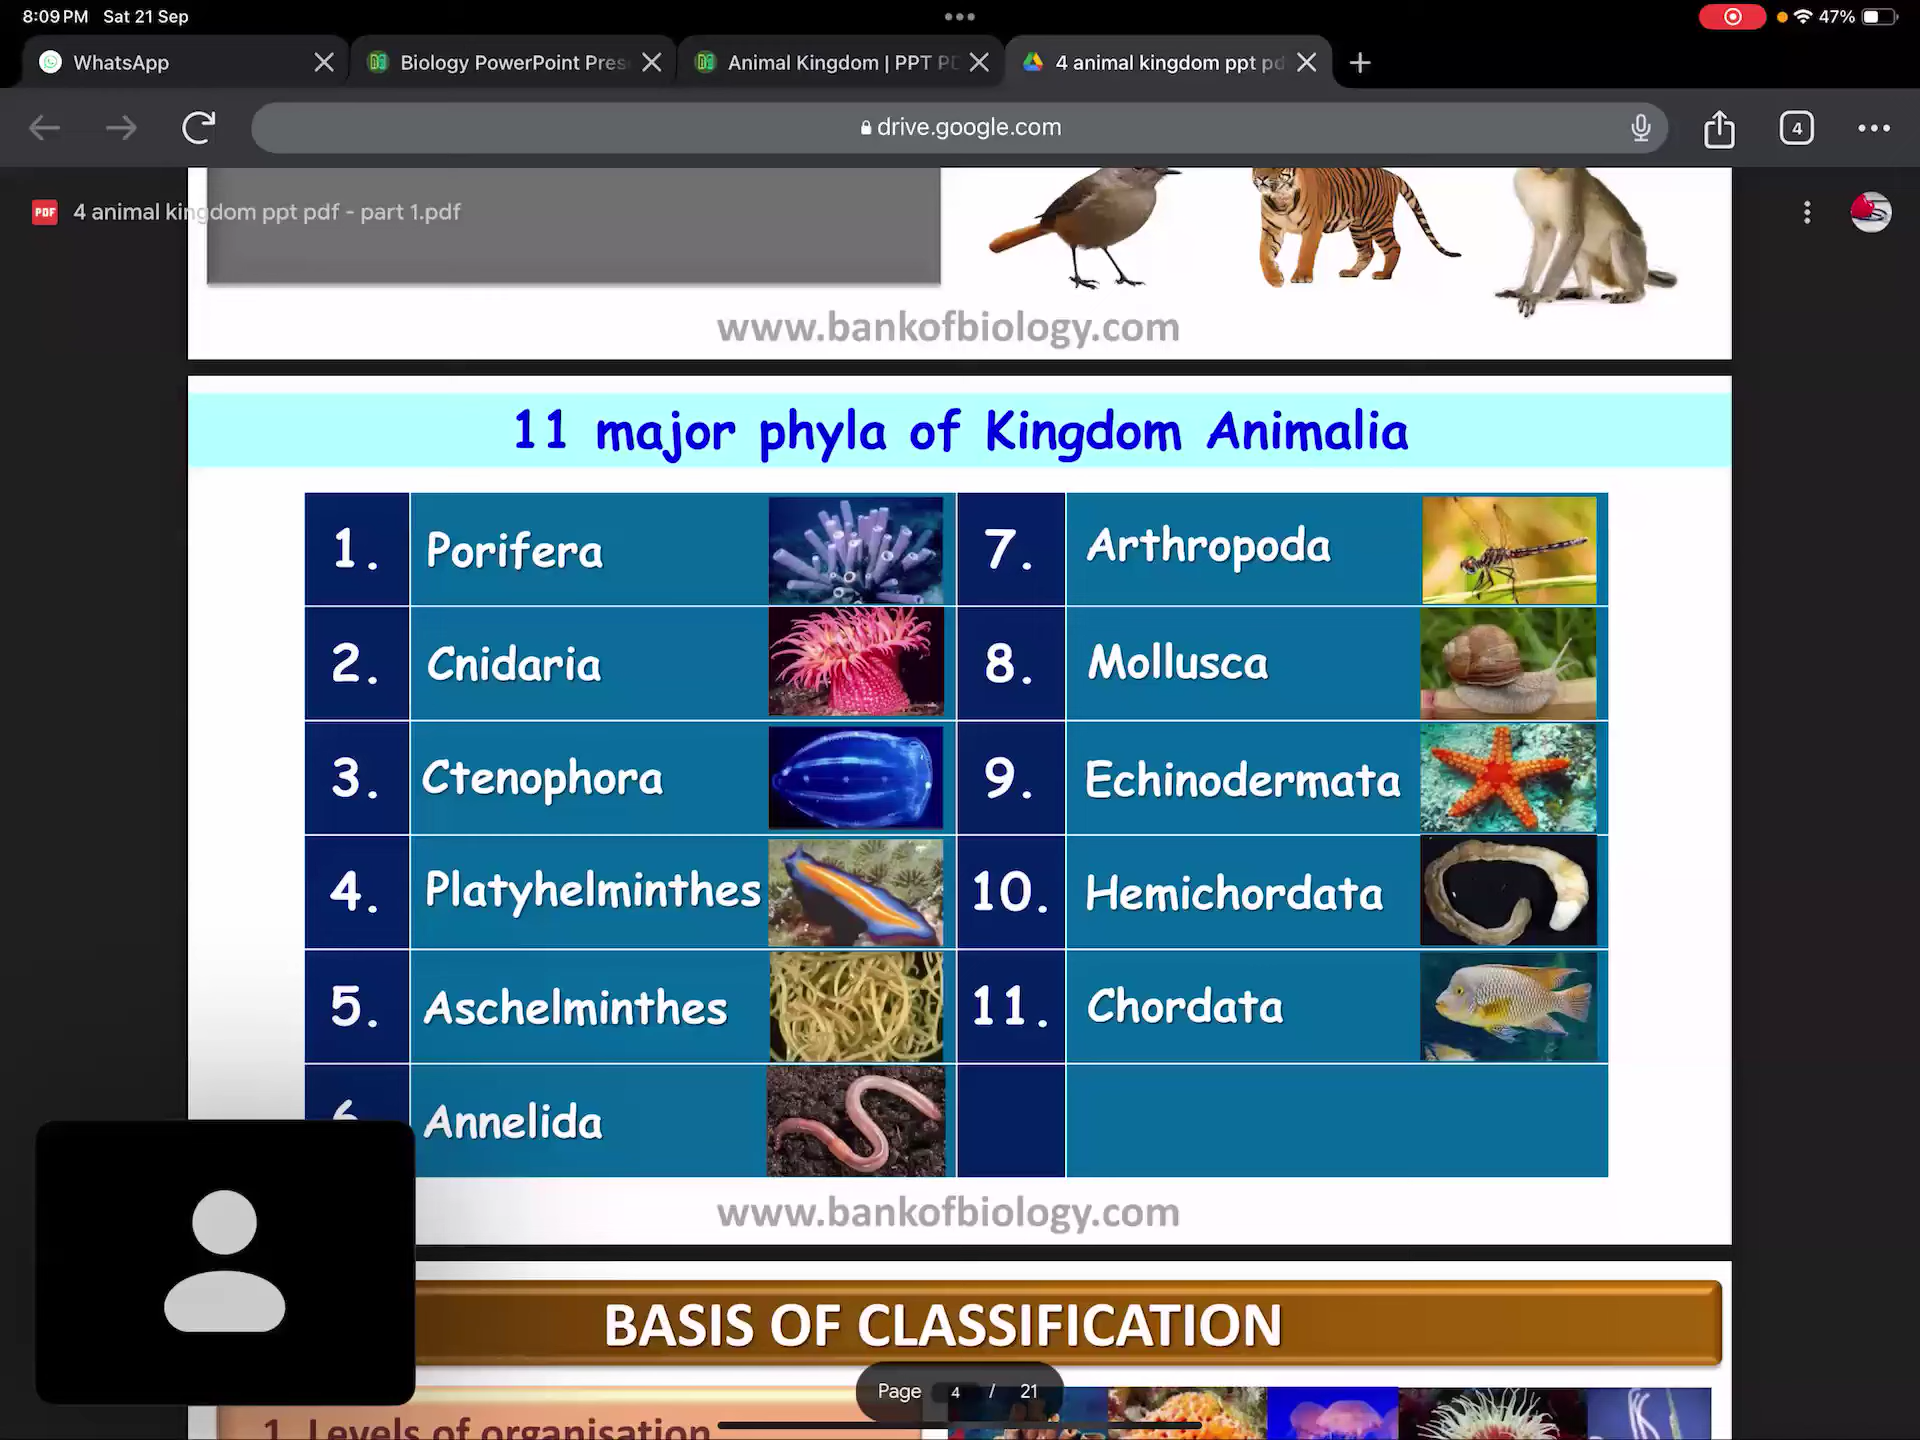 8:09 PM Sat 21 Sep
47%
WhatsApp
Biology PowerPoint Pres
Animal Kingdom | PPT PD
4 animal kingdom ppt pd
drive.google.com
4
PDF
4 animal kingdom ppt pdf - part 1.pdf
www.bankofbiology.com
11 major phyla of Kingdom Animalia
1. Porifera
7. Arthropoda
2. Cnidaria
8. Mollusca
3. Ctenophora
9. Echinodermata
4. Platyhelminthes
10. Hemichordata
5. Aschelminthes
11. Chordata
6. Annelida
www.bankofbiology.com
BASIS OF CLASSIFICATION
Page 4 / 21
1. Levels of organisation